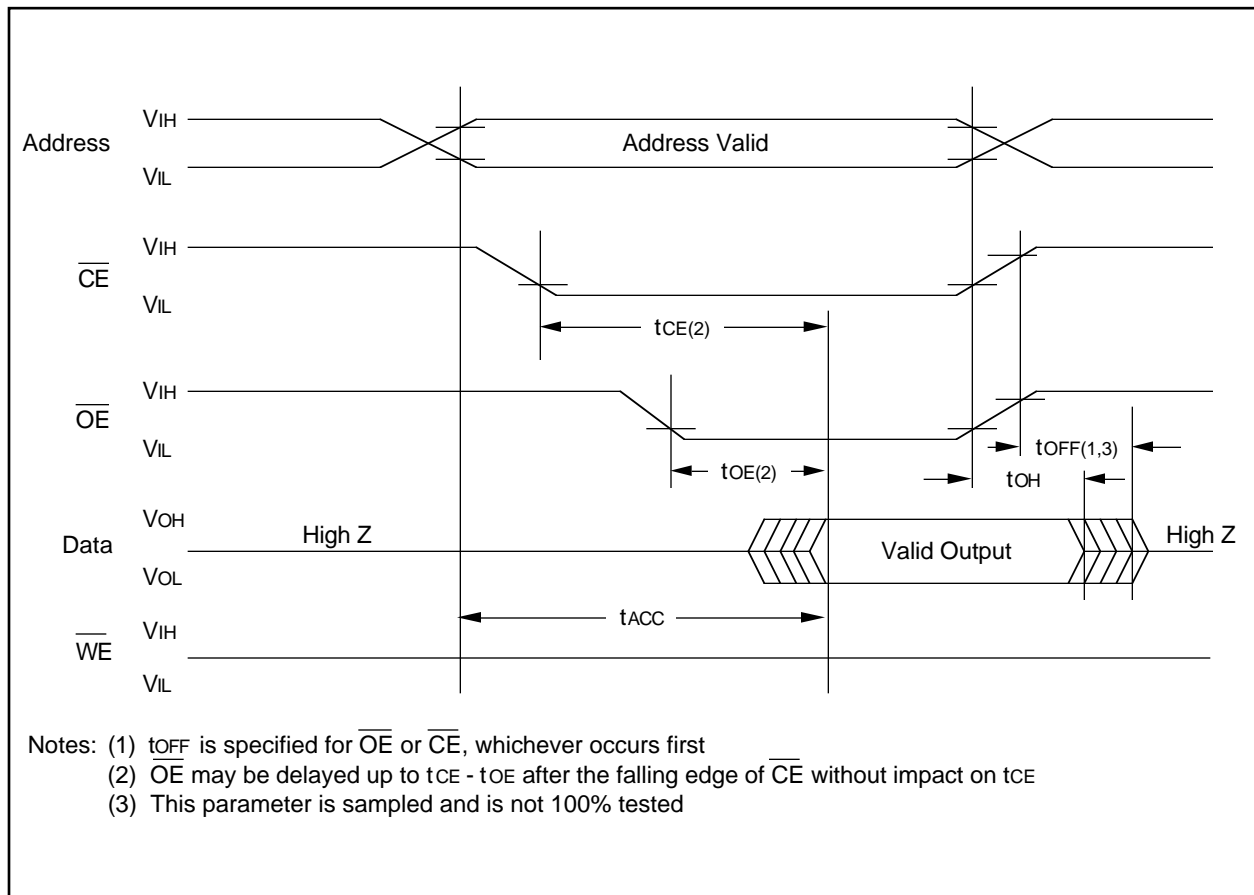 Address
VIH
VIL
Address Valid
CE
VIH
VIL
tCE(2)
OE
VIH
VIL
tOE(2)
tOFF(1,3)
tOH
Data
VOH
VOL
High Z
Valid Output
High Z
tACC
WE
VIH
VIL
Notes: (1) tOFF is specified for OE or CE, whichever occurs first
(2) OE may be delayed up to tCE - tOE after the falling edge of CE without impact on tCE
(3) This parameter is sampled and is not 100% tested